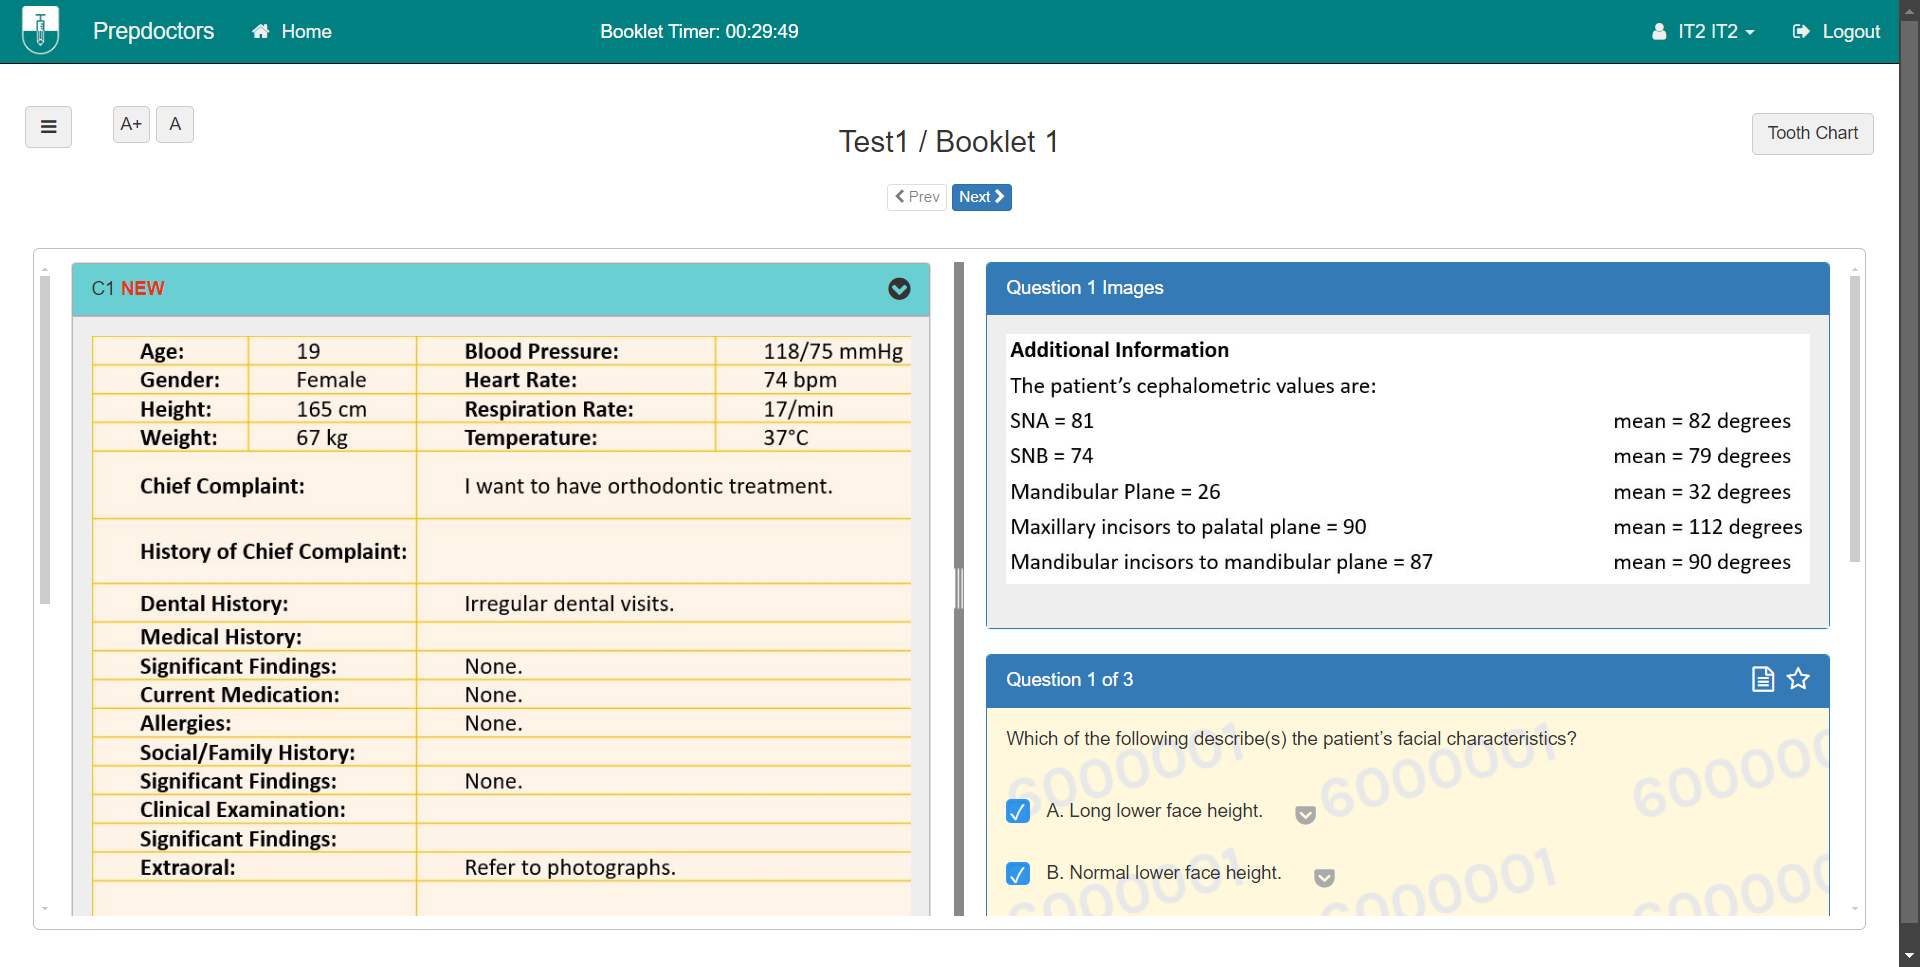 Prepdoctors Home Booklet Timer: 00:29:49 IT2 IT2 Logout
A+ A
Test1 / Booklet 1
Tooth Chart
Prev Next
C1 NEW
Age: 19 Blood Pressure: 118/75 mmHg
Gender: Female Heart Rate: 74 bpm
Height: 165 cm Respiration Rate: 17/min
Weight: 67 kg Temperature: 37°C
Chief Complaint: I want to have orthodontic treatment.
History of Chief Complaint:
Dental History: Irregular dental visits.
Medical History:
Significant Findings: None.
Current Medication: None.
Allergies: None.
Social/Family History:
Significant Findings: None.
Clinical Examination:
Significant Findings:
Extraoral: Refer to photographs.
Question 1 Images
Additional Information
The patient’s cephalometric values are:
SNA = 81 mean = 82 degrees
SNB = 74 mean = 79 degrees
Mandibular Plane = 26 mean = 32 degrees
Maxillary incisors to palatal plane = 90 mean = 112 degrees
Mandibular incisors to mandibular plane = 87 mean = 90 degrees
Question 1 of 3
Which of the following describe(s) the patient’s facial characteristics?
6000001 6000001 600000
A. Long lower face height.
B. Normal lower face height.
6000001 6000001 600000